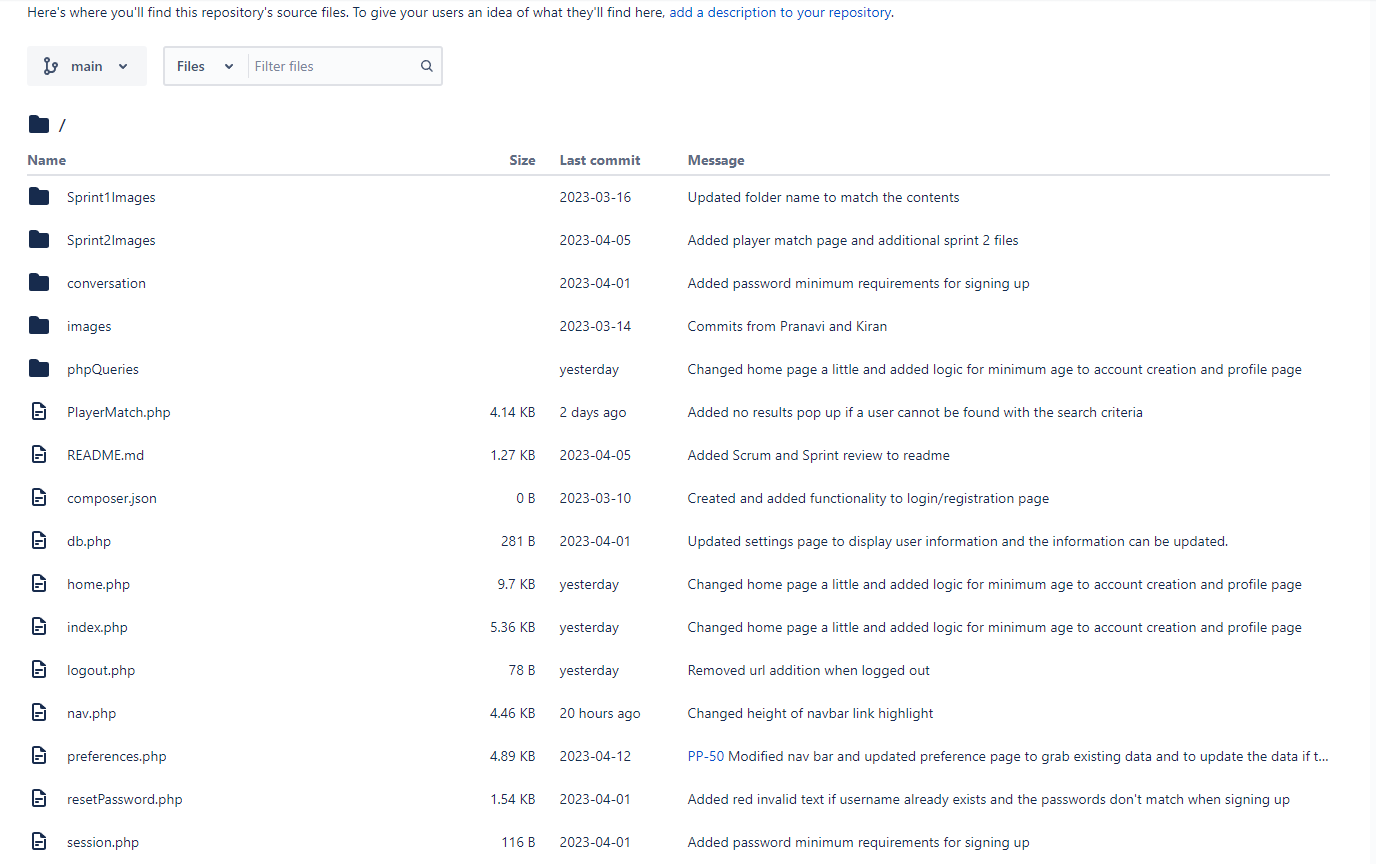 Here's where you'll find this repository's source files. To give your users an idea of what they'll find here, add a description to your repository.
main Files Filter files
/
Name Size Last commit Message
Sprint1Images 2023-03-16 Updated folder name to match the contents
Sprint2Images 2023-04-05 Added player match page and additional sprint 2 files
conversation 2023-04-01 Added password minimum requirements for signing up
images 2023-03-14 Commits from Pranavi and Kiran
phpQueries yesterday Changed home page a little and added logic for minimum age to account creation and profile page
PlayerMatch.php 4.14 KB 2 days ago Added no results pop up if a user cannot be found with the search criteria
README.md 1.27 KB 2023-04-05 Added Scrum and Sprint review to readme
composer.json 0 B 2023-03-10 Created and added functionality to login/registration page
db.php 281 B 2023-04-01 Updated settings page to display user information and the information can be updated.
home.php 9.7 KB yesterday Changed home page a little and added logic for minimum age to account creation and profile page
index.php 5.36 KB yesterday Changed home page a little and added logic for minimum age to account creation and profile page
logout.php 78 B yesterday Removed url addition when logged out
nav.php 4.46 KB 20 hours ago Changed height of navbar link highlight
preferences.php 4.89 KB 2023-04-12 PP-50 Modified nav bar and updated preference page to grab existing data and to update the data if t...
resetPassword.php 1.54 KB 2023-04-01 Added red invalid text if username already exists and the passwords don't match when signing up
session.php 116 B 2023-04-01 Added password minimum requirements for signing up